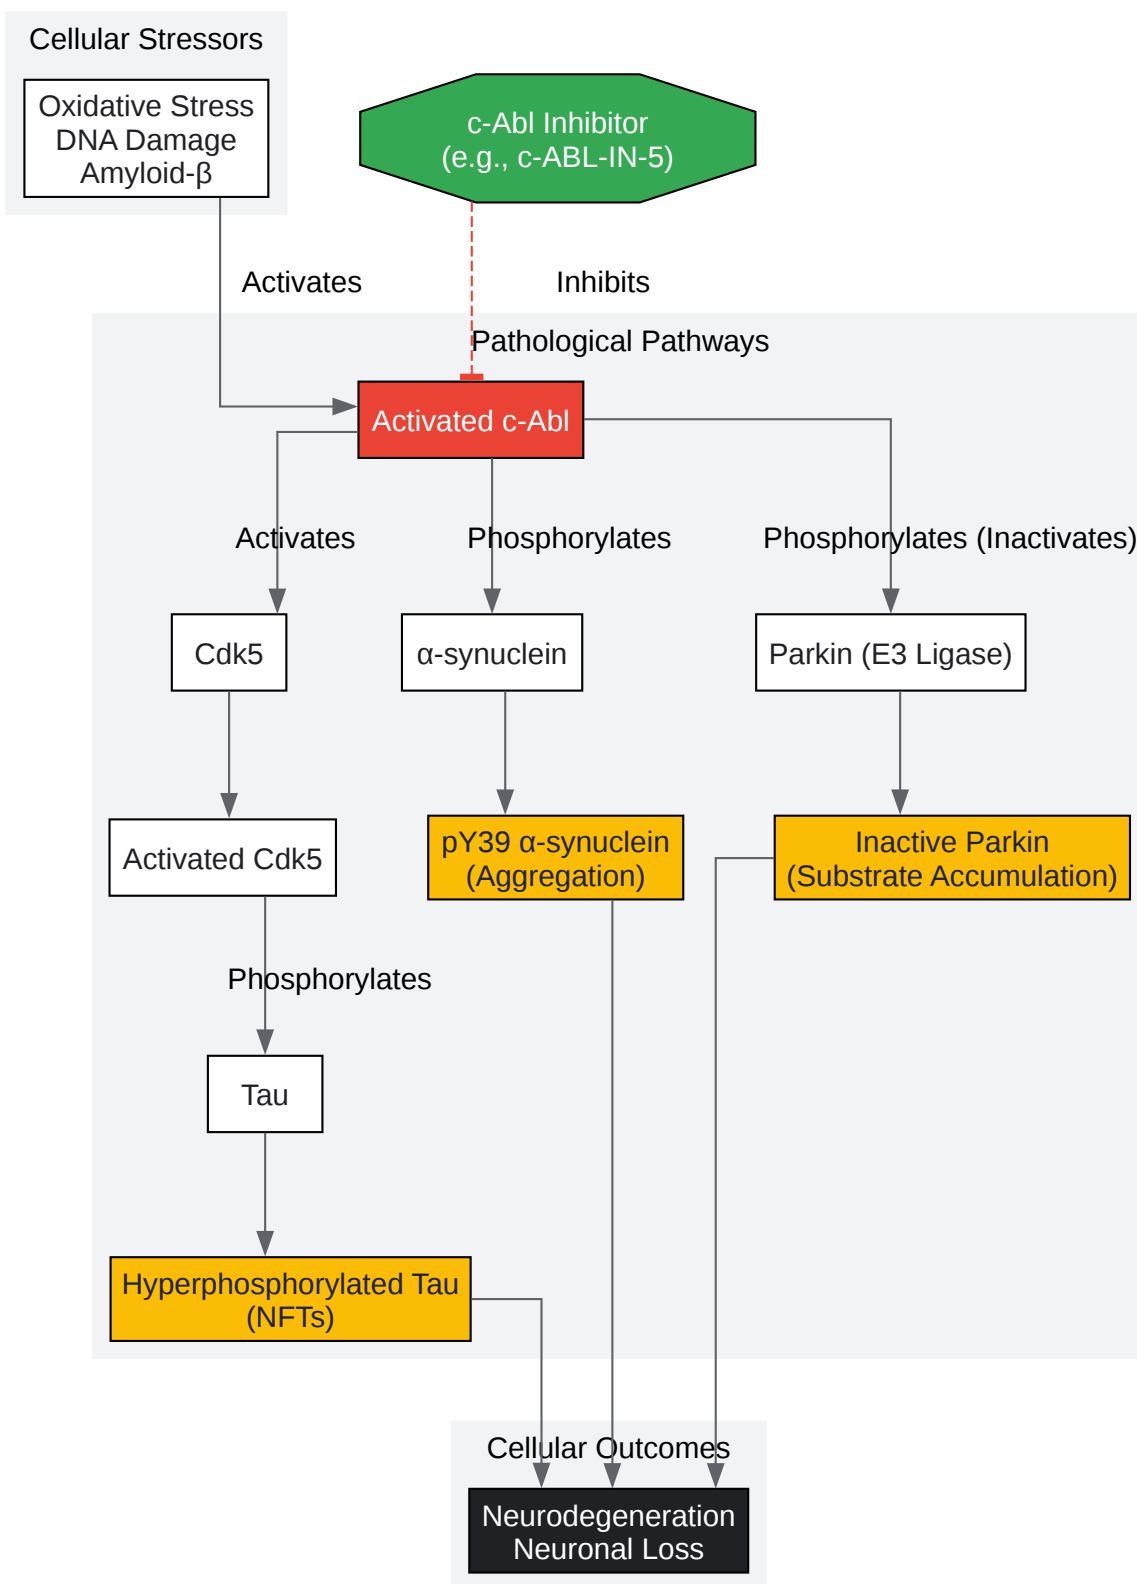 Cellular Stressors
Oxidative Stress
DNA Damage
Amyloid-β
c-Abl Inhibitor
(e.g., c-ABL-IN-5)
Activates
Inhibits
Pathological Pathways
Activated c-Abl
Activates
Phosphorylates
Phosphorylates (Inactivates)
Cdk5
α-synuclein
Parkin (E3 Ligase)
Activated Cdk5
pY39 α-synuclein
(Aggregation)
Inactive Parkin
(Substrate Accumulation)
Phosphorylates
Tau
Hyperphosphorylated Tau
(NFTs)
Cellular Outcomes
Neurodegeneration
Neuronal Loss